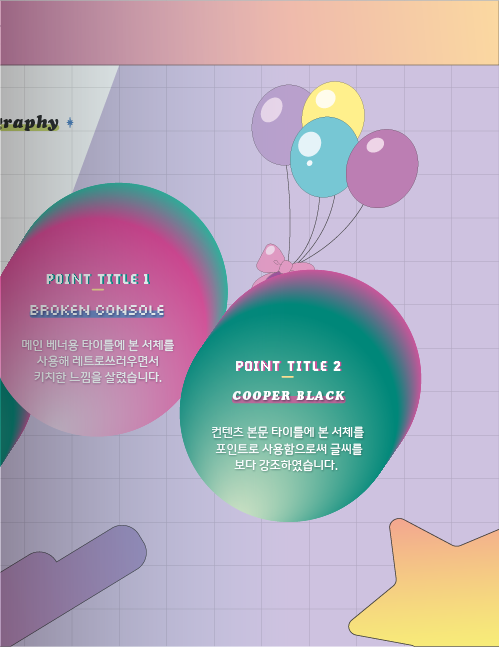 graphy
POINT TITLE 1
BROKEN CONSOLE
메인 베너용 타이틀에 본 서체를
사용해 레트로쓰러우면서
키치한 느낌을 살렸습니다.
POINT TITLE 2
COOPER BLACK
컨텐츠 본문 타이틀에 본 서체를
포인트로 사용함으로써 글씨를
보다 강조하였습니다.